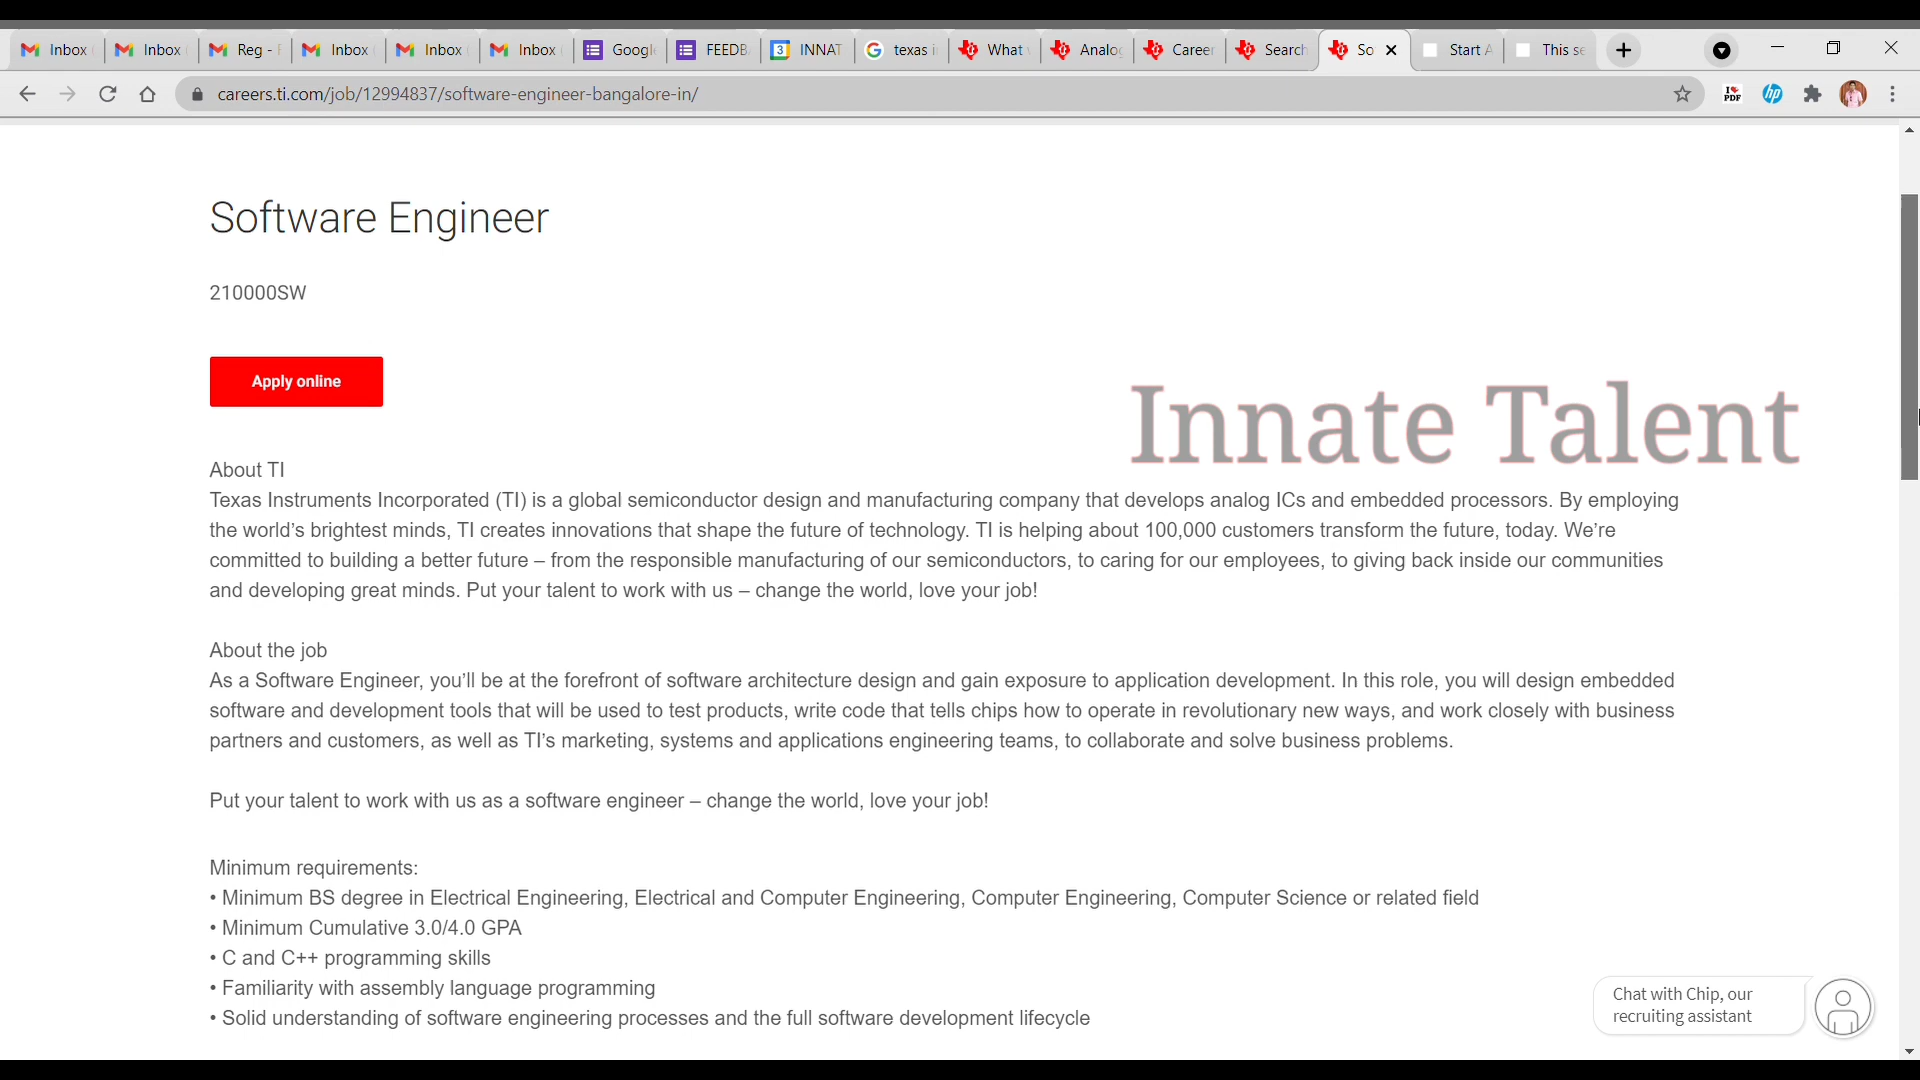 Inbox
Inbox
Reg -
Inbox
Inbox
Inbox
Googl
FEEDB
INNAT
texas i
What
Analog
Career
Search
So
Start A
This se
careers.ti.com/job/12994837/software-engineer-bangalore-in/
Software Engineer
210000SW
Apply online
Innate Talent
About TI
Texas Instruments Incorporated (TI) is a global semiconductor design and manufacturing company that develops analog ICs and embedded processors. By employing
the world’s brightest minds, TI creates innovations that shape the future of technology. TI is helping about 100,000 customers transform the future, today. We’re
committed to building a better future – from the responsible manufacturing of our semiconductors, to caring for our employees, to giving back inside our communities
and developing great minds. Put your talent to work with us – change the world, love your job!
About the job
As a Software Engineer, you’ll be at the forefront of software architecture design and gain exposure to application development. In this role, you will design embedded
software and development tools that will be used to test products, write code that tells chips how to operate in revolutionary new ways, and work closely with business
partners and customers, as well as TI’s marketing, systems and applications engineering teams, to collaborate and solve business problems.
Put your talent to work with us as a software engineer – change the world, love your job!
Minimum requirements:
• Minimum BS degree in Electrical Engineering, Electrical and Computer Engineering, Computer Engineering, Computer Science or related field
• Minimum Cumulative 3.0/4.0 GPA
• C and C++ programming skills
• Familiarity with assembly language programming
• Solid understanding of software engineering processes and the full software development lifecycle
Chat with Chip, our
recruiting assistant